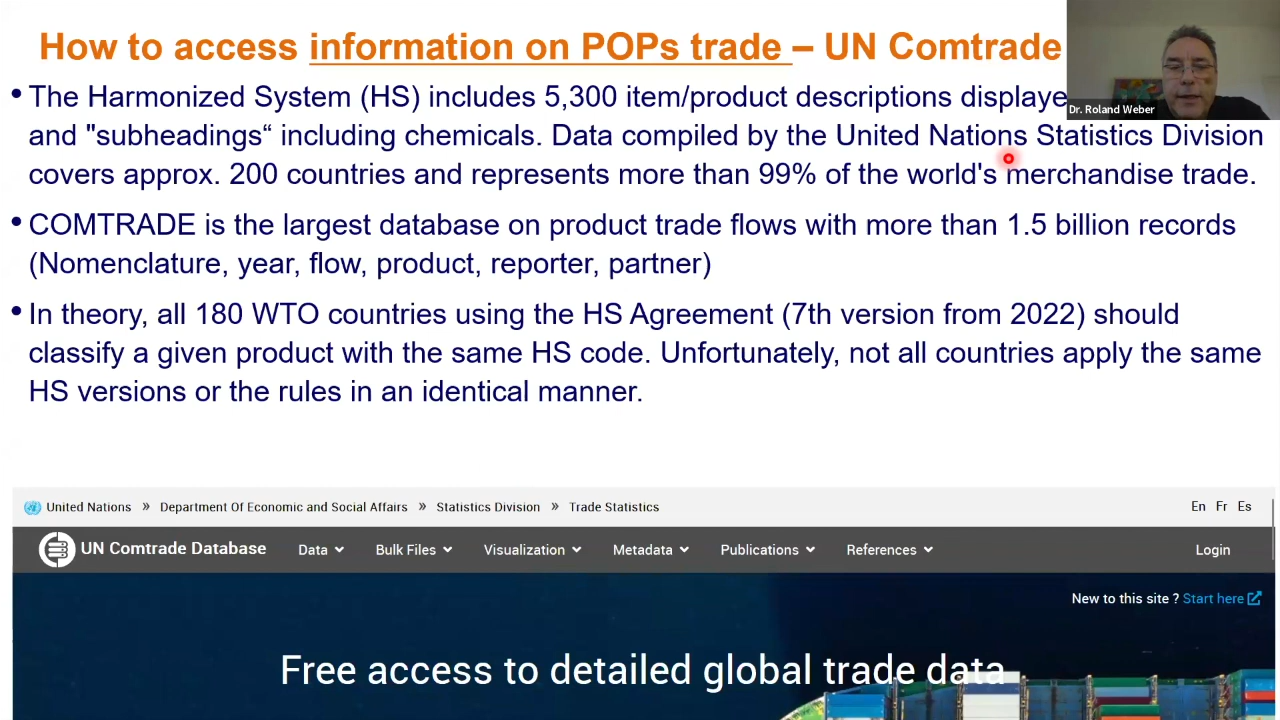 How to access information on POPs trade – UN Comtrade
• The Harmonized System (HS) includes 5,300 item/product descriptions displaye
and "subheadings“ including chemicals. Data compiled by the United Nations Statistics Division
covers approx. 200 countries and represents more than 99% of the world's merchandise trade.
• COMTRADE is the largest database on product trade flows with more than 1.5 billion records
(Nomenclature, year, flow, product, reporter, partner)
• In theory, all 180 WTO countries using the HS Agreement (7th version from 2022) should
classify a given product with the same HS code. Unfortunately, not all countries apply the same
HS versions or the rules in an identical manner.
Dr. Roland Weber
United Nations » Department Of Economic and Social Affairs » Statistics Division » Trade Statistics En Fr Es
UN Comtrade Database Data Bulk Files Visualization Metadata Publications References Login
New to this site ? Start here
Free access to detailed global trade data